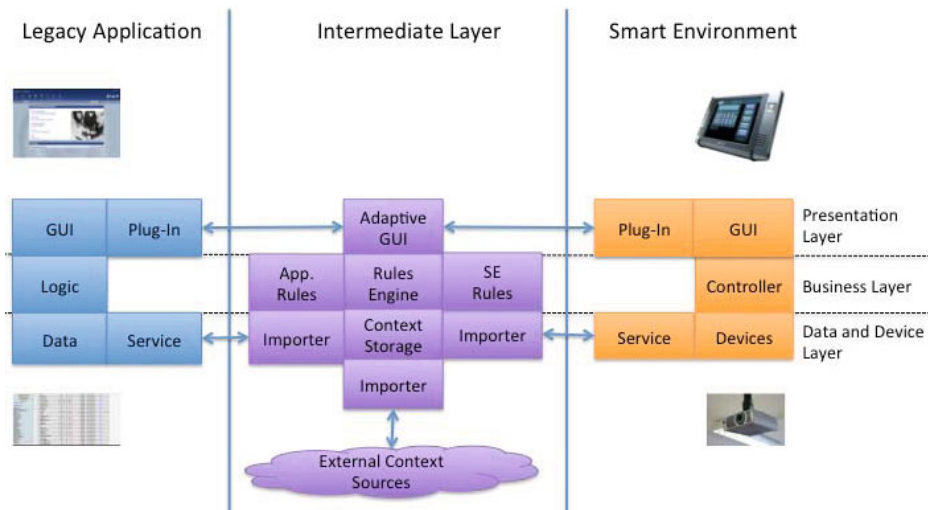 Legacy Application
Intermediate Layer
Smart Environment
GUI
Plug-In
Adaptive
GUI
Plug-In
GUI
Presentation
Layer
Logic
App.
Rules
Rules
Engine
SE
Rules
Controller
Business Layer
Data
Service
Importer
Context
Storage
Importer
Service
Devices
Data and Device
Layer
Importer
External Context
Sources